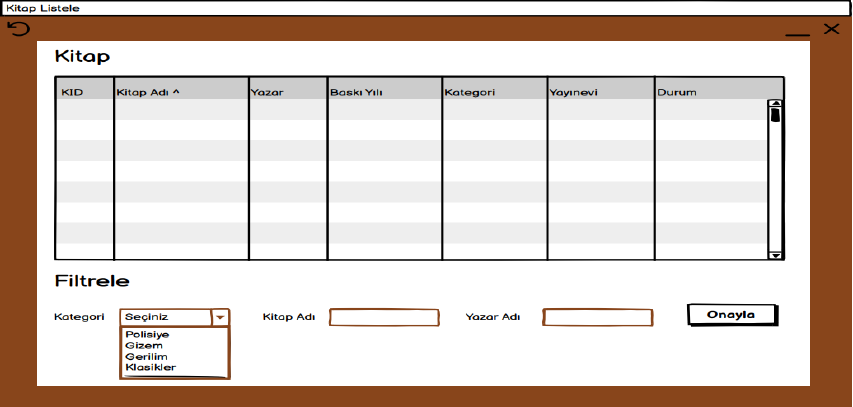 Kitap Listele
Kitap
KID Kitap Adı ^ Yazar Baskı Yılı Kategori Yayınevi Durum
Filtrele
Kategori Seçiniz Kitap Adı Yazar Adı Onayla
Polisiye
Gizem
Gerilim
Klasikler